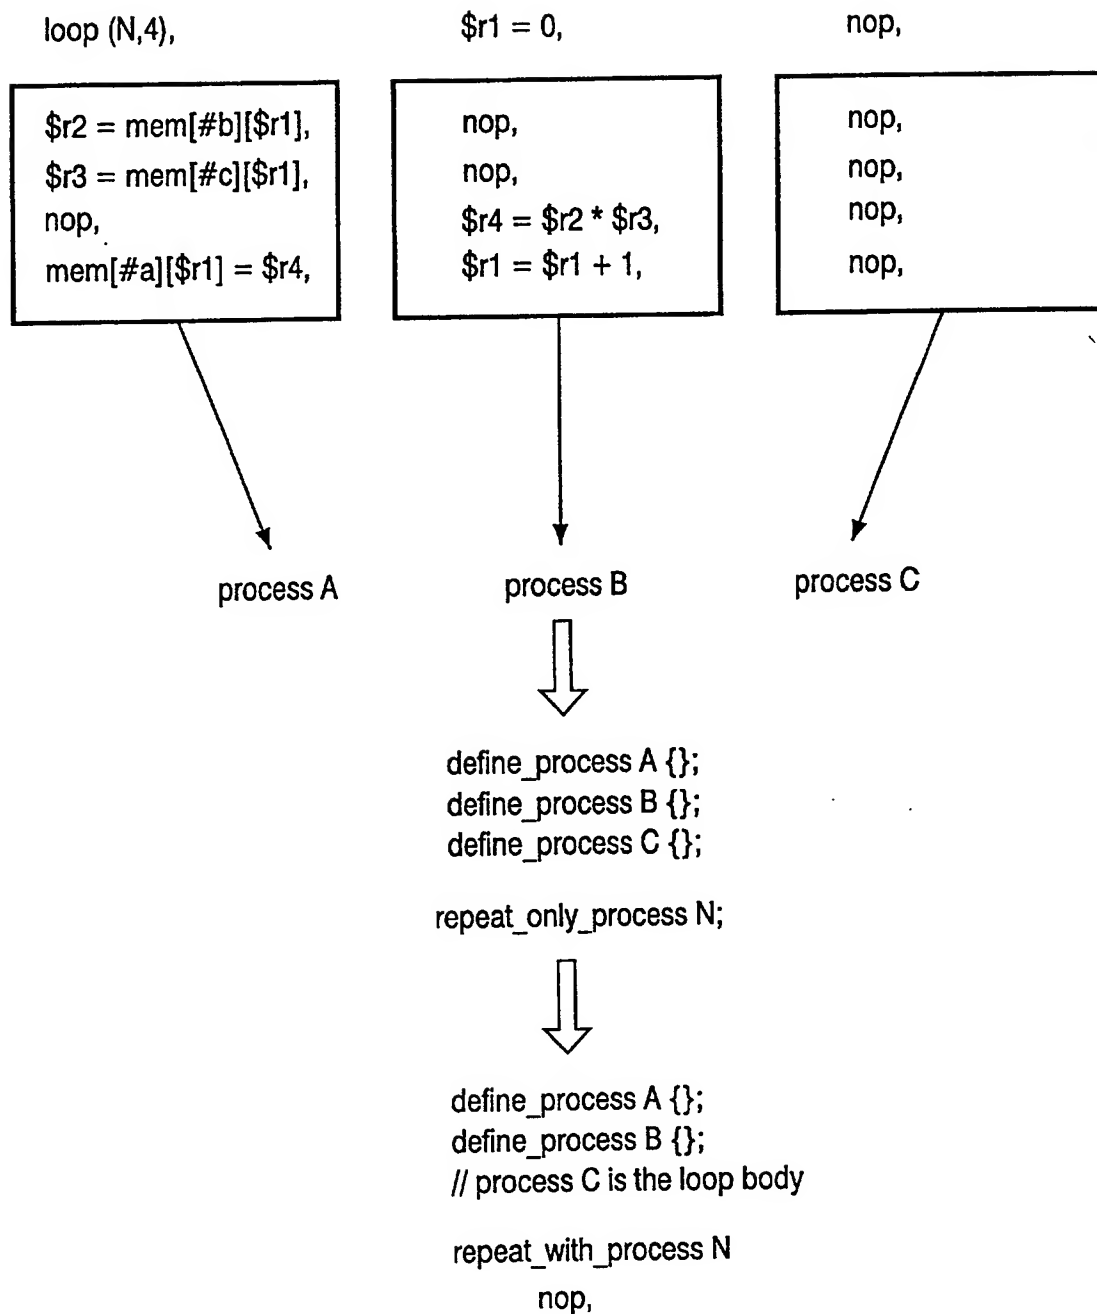 loop (N,4),
$r1 = 0,
nop,
$r2 = mem[#b][$r1],
$r3 = mem[#c][$r1],
nop,
mem[#a][$r1] = $r4,
nop,
nop,
$r4 = $r2 * $r3,
$r1 = $r1 + 1,
nop,
nop,
nop,
nop,
process A
process B
process C
define_process A {};
define_process B {};
define_process C {};
repeat_only_process N;
define_process A {};
define_process B {};
// process C is the loop body
repeat_with_process N
nop,